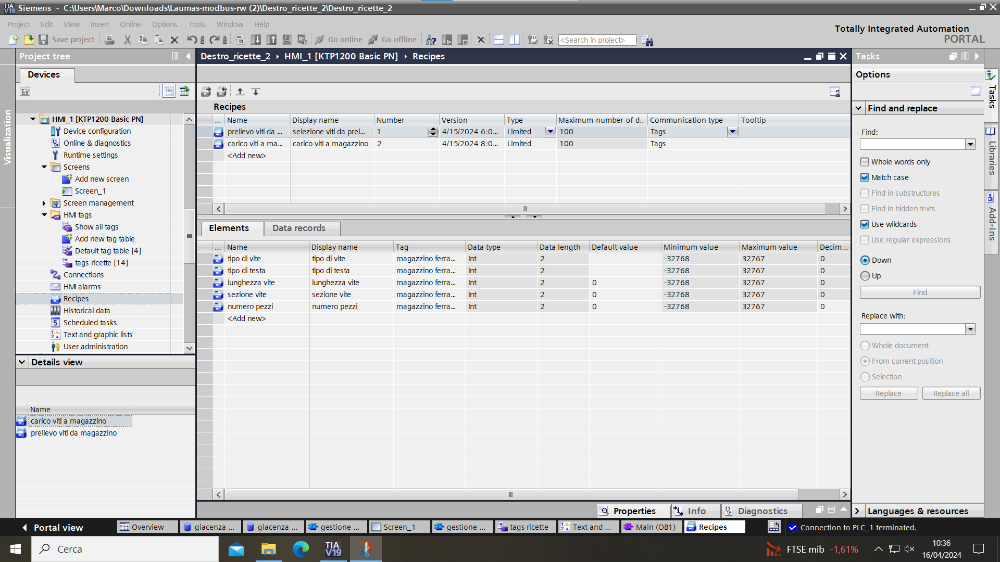 Siemens - C:\Users\Marco\Downloads\Laumas-modbus-rw (2)\Destro_ricette_2\Destro_ricette_2
Project Edit View Insert Online Options Tools Window Help
Totally Integrated Automation
PORTAL
Save project Go online Go offline <Search in project>
Project tree
Destro_ricette_2 › HMI_1 [KTP1200 Basic PN] › Recipes
Tasks
Devices
Options
Visualization
HMI_1 [KTP1200 Basic PN]
Device configuration
Online & diagnostics
Runtime settings
Screens
Add new screen
Screen_1
Screen management
HMI tags
Show all tags
Add new tag table
Default tag table [4]
tags ricette [14]
Connections
HMI alarms
Recipes
Historical data
Scheduled tasks
Text and graphic lists
User administration
Details view
Name
carico viti a magazzino
prelievo viti da magazzino
Recipes
... Name Display name Number Version Type Maximum number of d.. Communication type Tooltip
prelievo viti da ... selezione viti da prel... 1 4/15/2024 6:0... Limited 100 Tags
carico viti a ma... carico viti a magazzino 2 4/15/2024 8:0... Limited 100 Tags
<Add new>
Elements Data records
... Name Display name Tag Data type Data length Default value Minimum value Maximum value Decim...
tipo di vite tipo di vite magazzino ferra... Int 2 -32768 32767 0
tipo di testa tipo di testa magazzino ferra... Int 2 -32768 32767 0
lunghezza vite lunghezza vite magazzino ferra... Int 2 0 -32768 32767 0
sezione vite sezione vite magazzino ferra... Int 2 0 -32768 32767 0
numero pezzi numero pezzi magazzino ferra... Int 2 0 -32768 32767 0
<Add new>
Properties Info Diagnostics
Find and replace
Find:
Whole words only
Match case
Find in substructures
Find in hidden texts
Use wildcards
Use regular expressions
Down
Up
Find
Replace with:
Whole document
From current position
Selection
Replace Replace all
Languages & resources
Tasks
Libraries
Add-Ins
Portal view Overview giacenza ... giacenza ... gestione ... Screen_1 gestione ... tags ricette Text and ... Main (OB1) Recipes Connection to PLC_1 terminated.
Cerca
TIA V19
FTSE mib -1,61%
10:36
16/04/2024